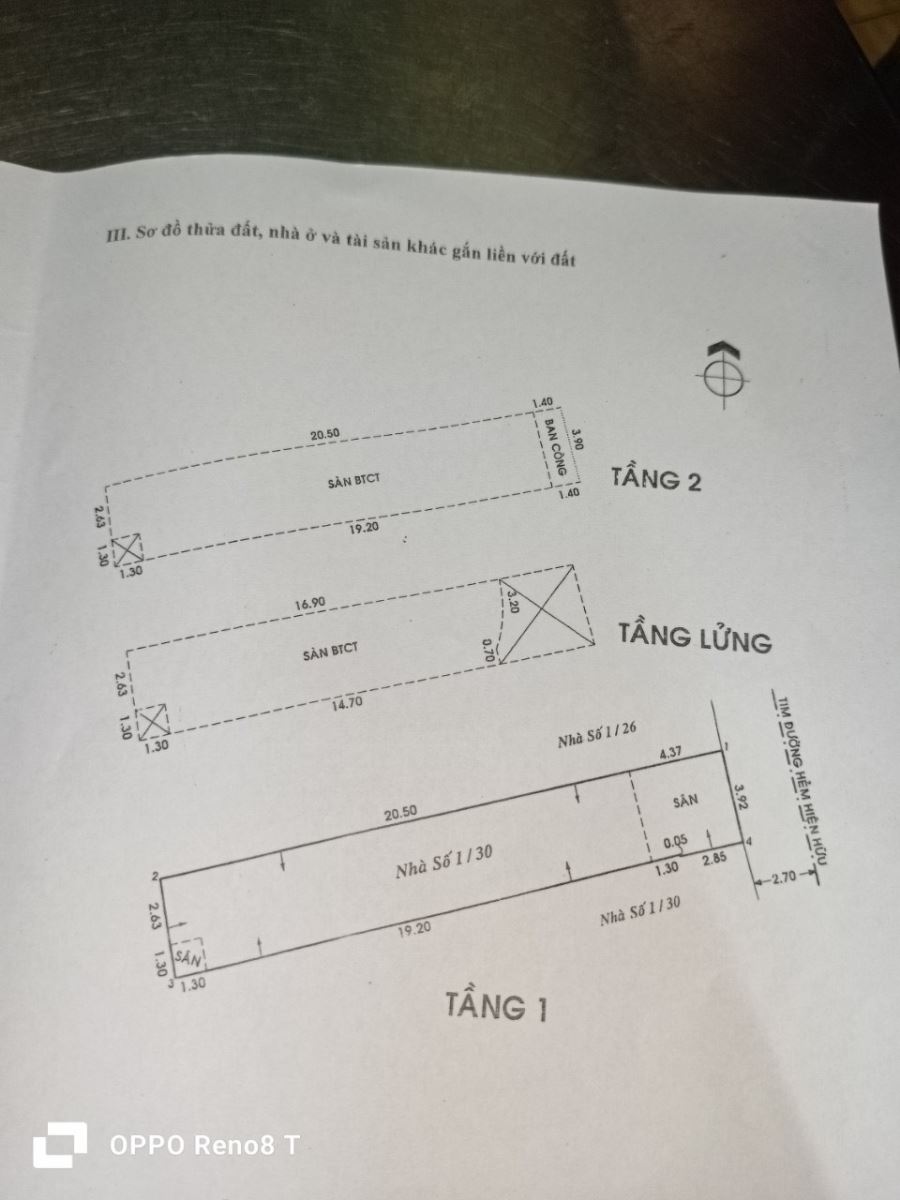 III. Sơ đồ thửa đất, nhà ở và tài sản khác gắn liền với đất
1.40
20.50
BAN CÔNG
3.90
SÀN BTCT
TẦNG 2
2.63
1.40
19.20
1.30
1.30
16.90
3.20
SÀN BTCT
TẦNG LỬNG
0.70
2.63
14.70
1.30
1.30
TIM ĐƯỜNG HẺM HIỆN HỮU
Nhà Số 1 / 26
4.37
1
20.50
SÂN
3.92
Nhà Số 1 / 30
0.05
4
2
1.30
2.85
2.70
2.63
Nhà Số 1 / 30
19.20
SÂN
1.30
3
1.30
TẦNG 1
OPPO Reno8 T